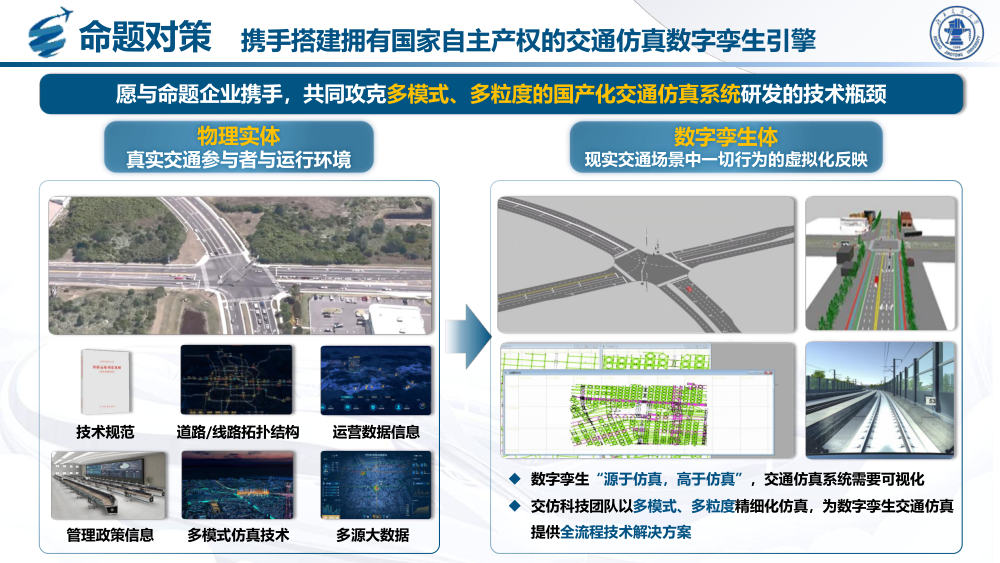 命题对策
携手搭建拥有国家自主产权的交通仿真数字孪生引擎
愿与命题企业携手，共同攻克多模式、多粒度的国产化交通仿真系统研发的技术瓶颈
物理实体
真实交通参与者与运行环境
数字孪生体
现实交通场景中一切行为的虚拟化反映
技术规范
道路/线路拓扑结构
运营数据信息
管理政策信息
多模式仿真技术
多源大数据
◆ 数字孪生“源于仿真，高于仿真”，交通仿真系统需要可视化
◆ 交仿科技团队以多模式、多粒度精细化仿真，为数字孪生交通仿真
提供全流程技术解决方案